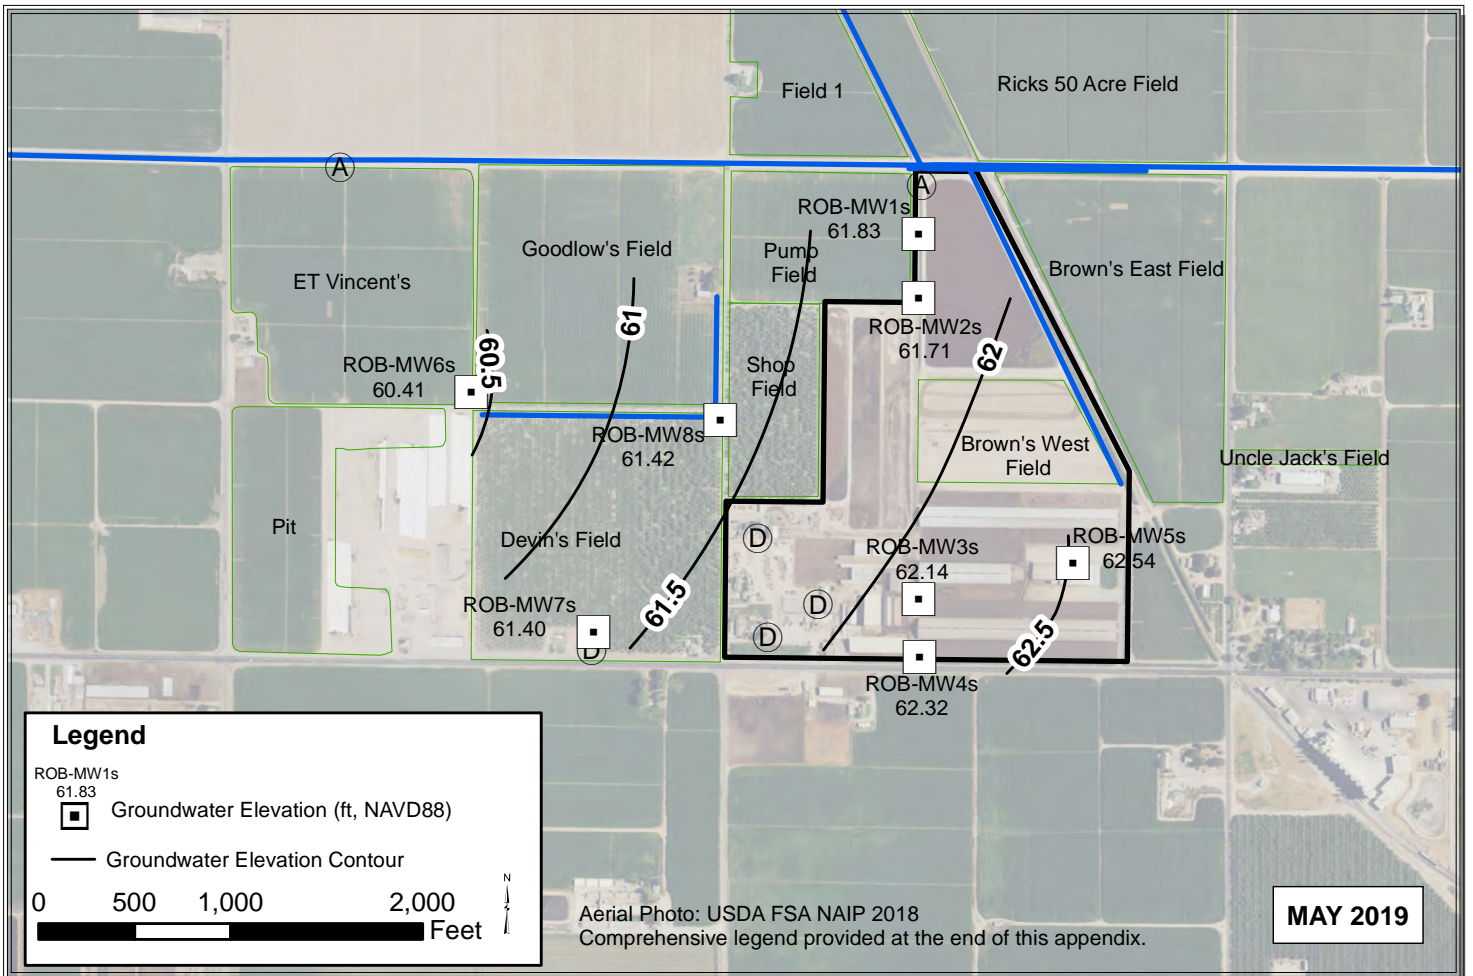 Field 1
Ricks 50 Acre Field
A
A
ROB-MW1s
61.83
Goodlow's Field
Pump
Field
ET Vincent's
Brown's East Field
61
ROB-MW2s
61.71
60.5
62
ROB-MW6s
60.41
Shop
Field
ROB-MW8s
61.42
Brown's West
Field
Uncle Jack's Field
Pit
Devin's Field
D
ROB-MW3s
62.14
ROB-MW5s
62.54
ROB-MW7s
61.40
61.5
D
D
D
62.5
ROB-MW4s
62.32
Legend
ROB-MW1s
61.83
Groundwater Elevation (ft, NAVD88)
Groundwater Elevation Contour
0 500 1,000 2,000
Feet
N
Aerial Photo: USDA FSA NAIP 2018
Comprehensive legend provided at the end of this appendix.
MAY 2019